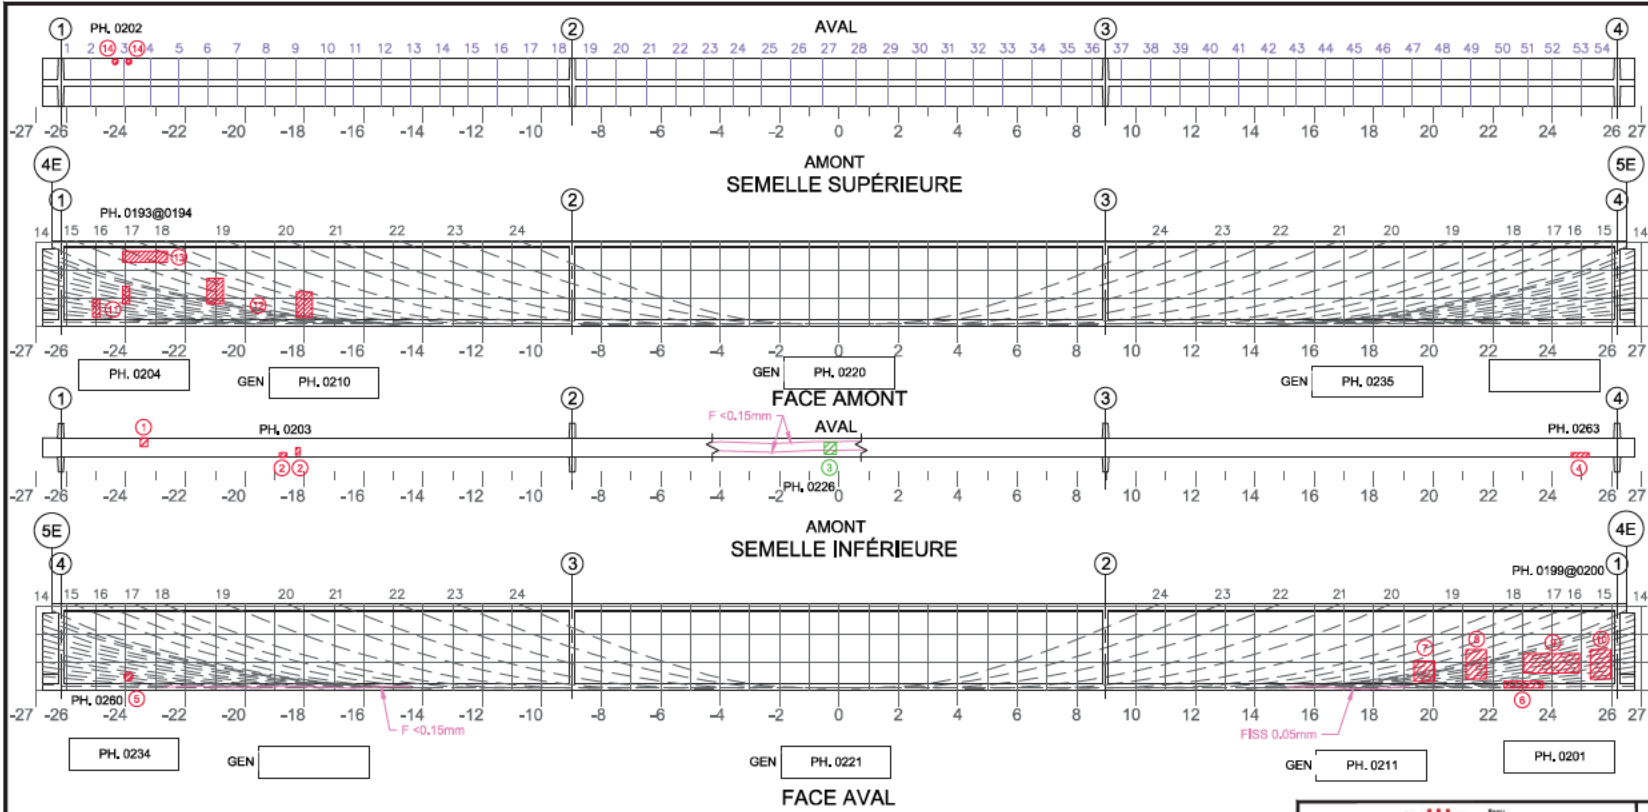 1 PH. 0202 2 AVAL 3 4
14 14
1 2 3 4 5 6 7 8 9 10 11 12 13 14 15 16 17 18 19 20 21 22 23 24 25 26 27 28 29 30 31 32 33 34 35 36 37 38 39 40 41 42 43 44 45 46 47 48 49 50 51 52 53 54
-27 -26 -24 -22 -20 -18 -16 -14 -12 -10 -8 -6 -4 -2 0 2 4 6 8 10 12 14 16 18 20 22 24 26 27
4E AMONT 5E
SEMELLE SUPÉRIEURE
1 2 3 4
PH. 0193@0194
14 15 16 17 18 19 20 21 22 23 24 24 23 22 21 20 19 18 17 16 15 14
13
11 12
-27 -26 -24 -22 -20 -18 -16 -14 -12 -10 -8 -6 -4 -2 0 2 4 6 8 10 12 14 16 18 20 22 24 26 27
PH. 0204 GEN PH. 0210 GEN PH. 0220 GEN PH. 0235
FACE AMONT
1 2 3 4
F <0.15mm
1 PH. 0203 AVAL PH. 0263
2 2 3 4
-27 -26 -24 -22 -20 -18 -16 -14 -12 -10 -8 -6 -4 -2 0 2 4 6 8 10 12 14 16 18 20 22 24 26 27
PH. 0226
5E AMONT 4E
SEMELLE INFÉRIEURE
4 3 2 1
PH. 0199@0200
14 15 16 17 18 19 20 21 22 23 24 24 23 22 21 20 19 18 17 16 15 14
7 8 9 10
PH. 0260 5 6
-27 -26 -24 -22 -20 -18 -16 -14 -12 -10 -8 -6 -4 -2 0 2 4 6 8 10 12 14 16 18 20 22 24 26 27
F <0.15mm FISS 0.05mm
PH. 0234 GEN GEN PH. 0221 GEN PH. 0211 PH. 0201
FACE AVAL